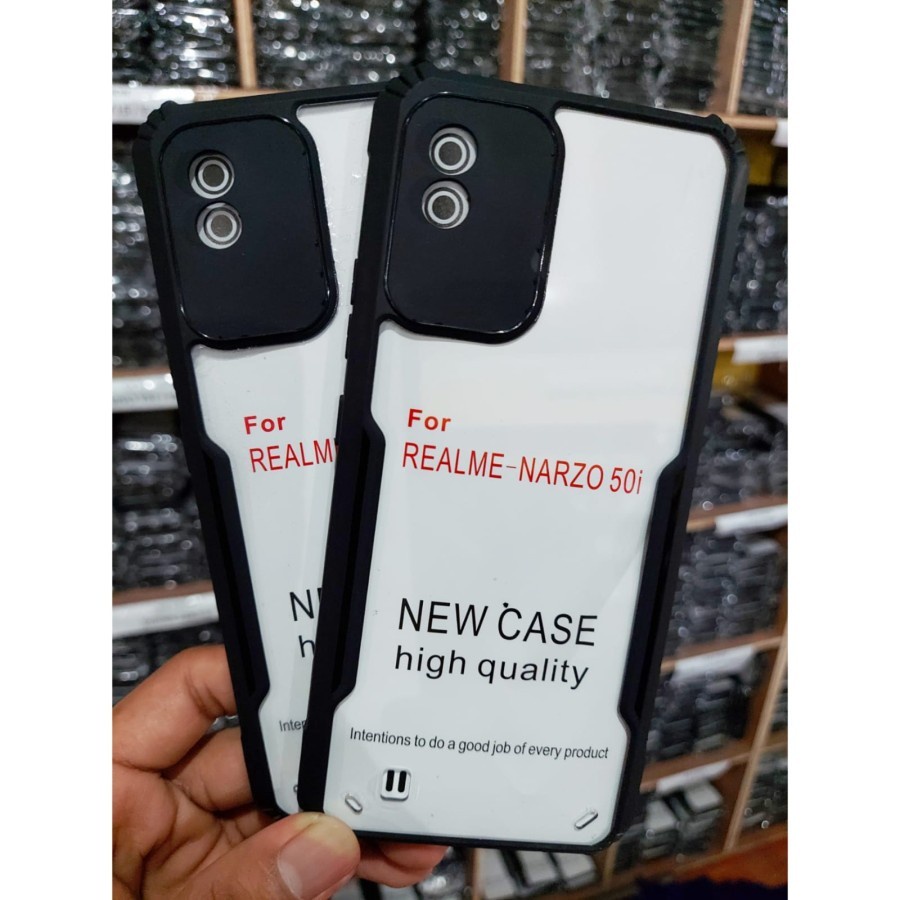 For
REALME
NE
h
Inten
For
REALME-NARZO 50i
NEW CASE
high quality
Intentions to do a good job of every product